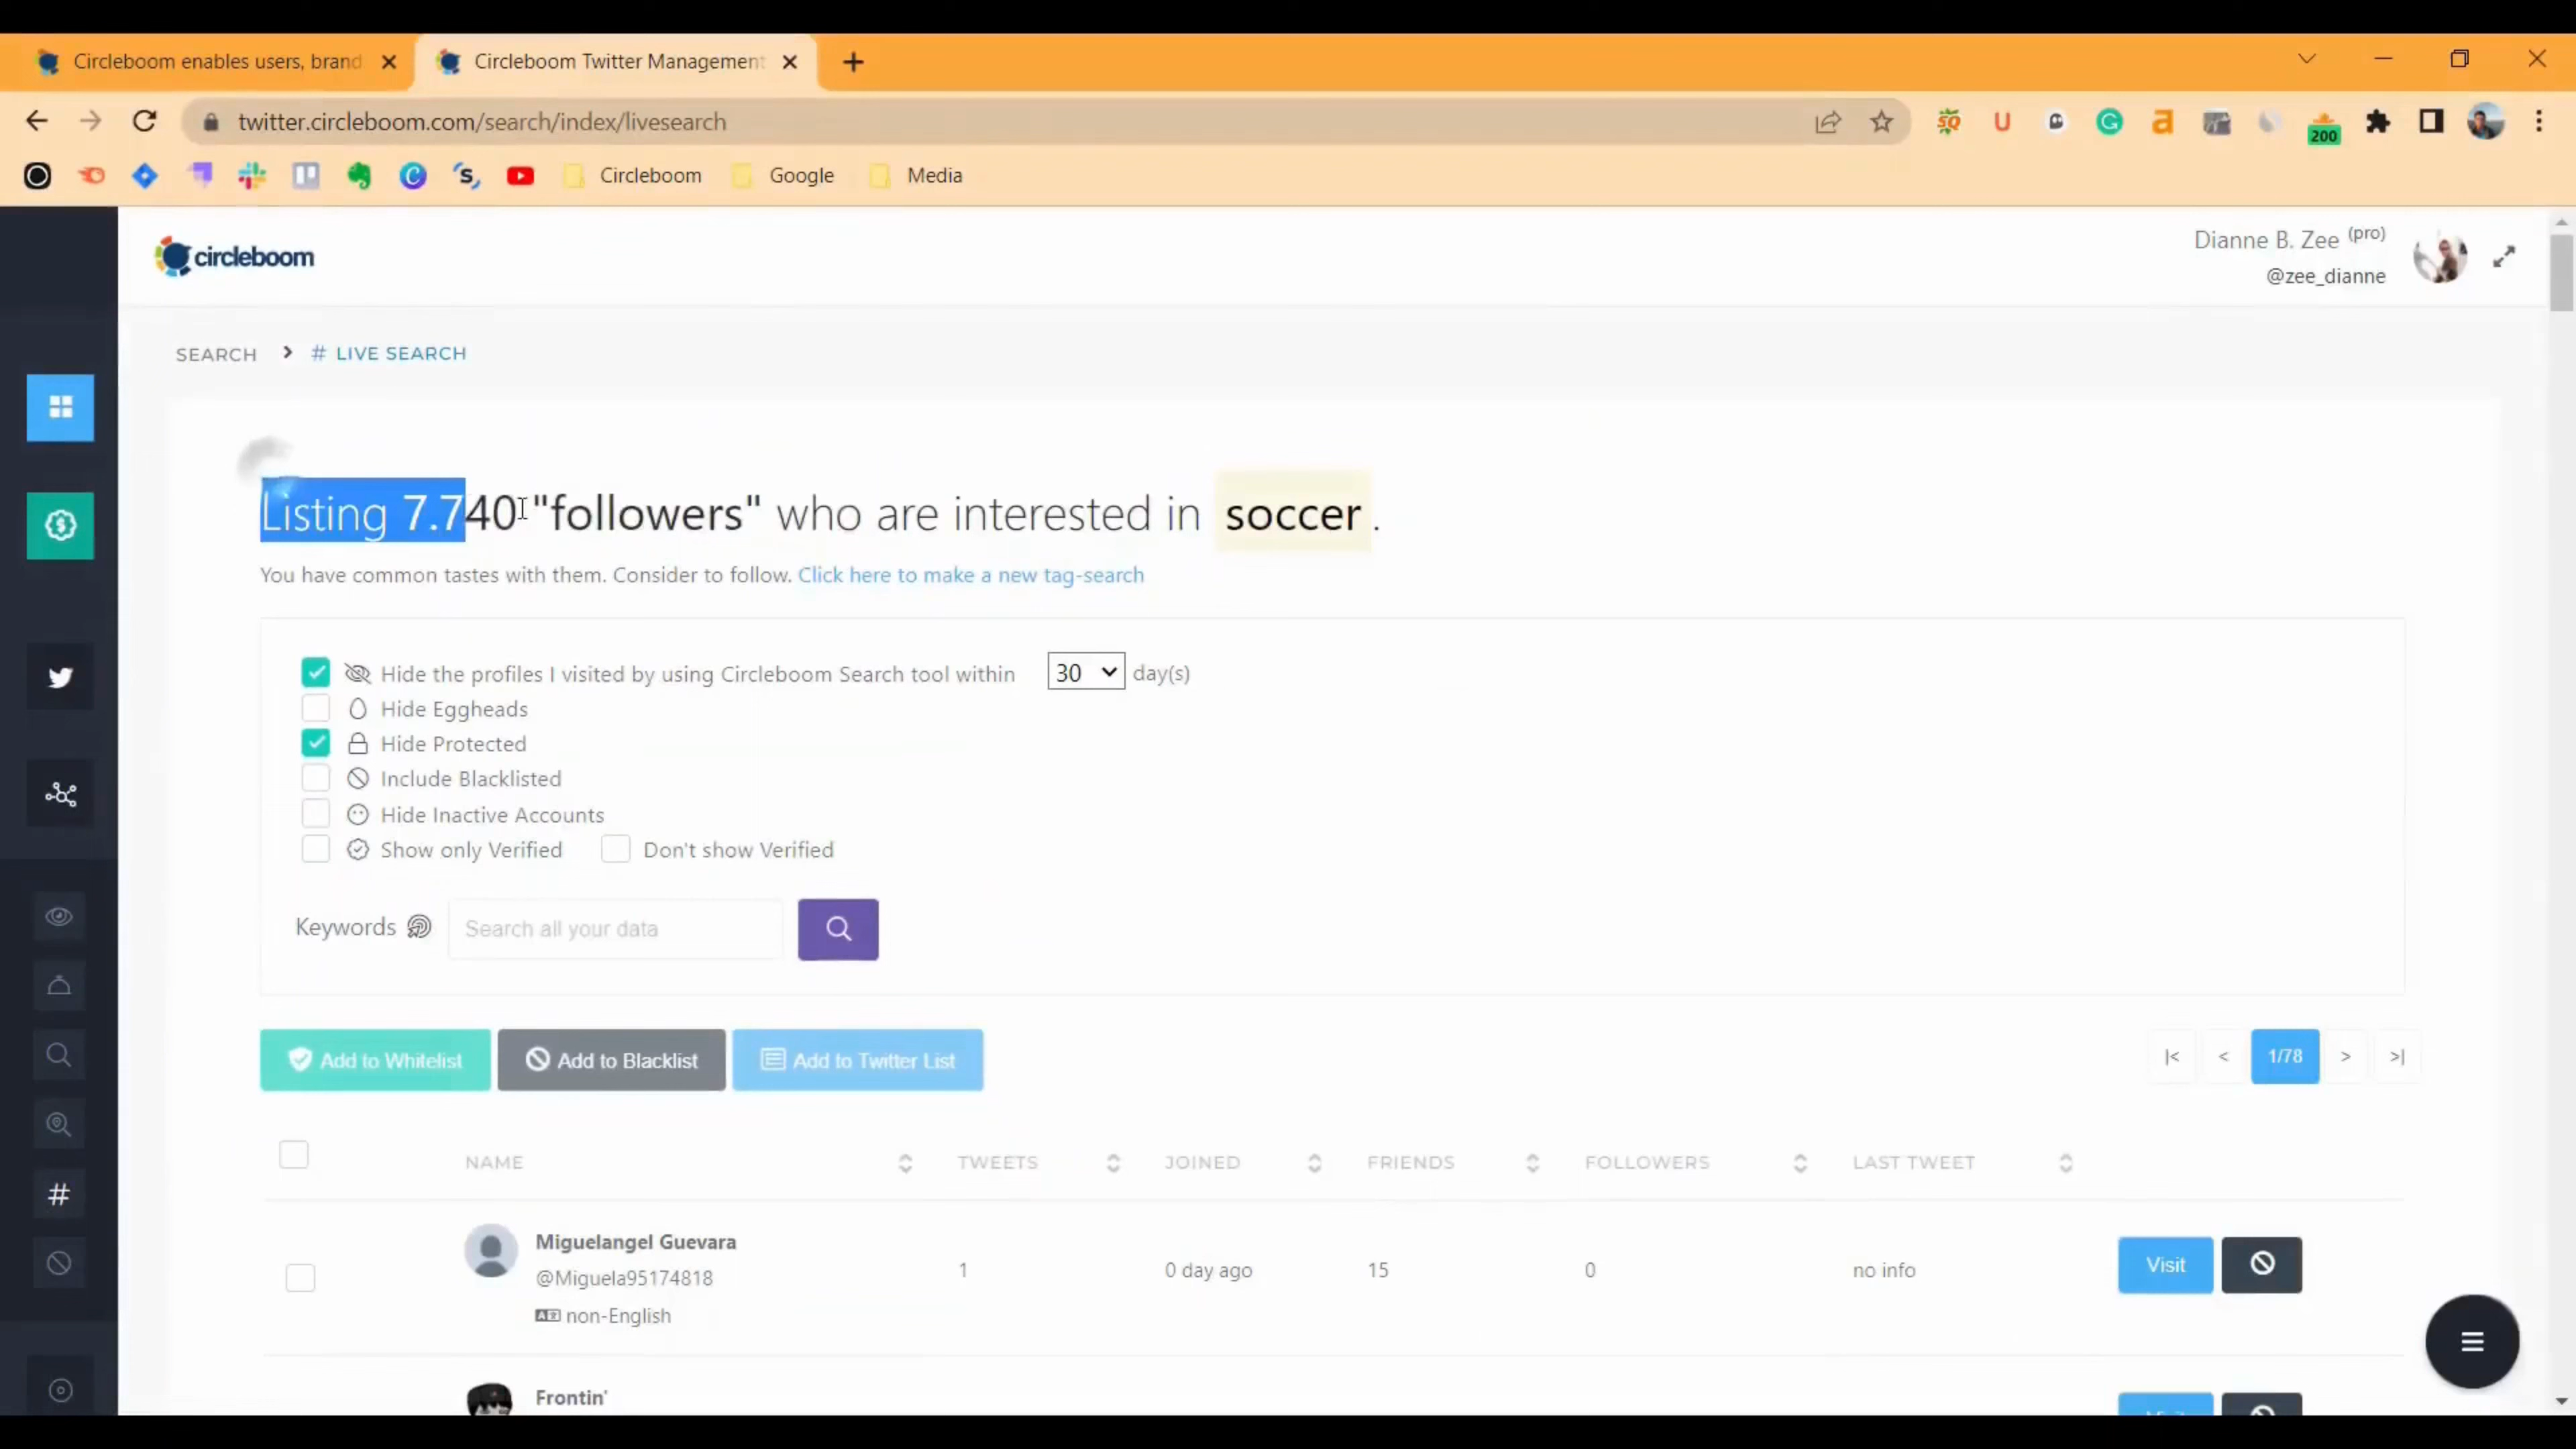 Circleboom enables users, brand
Circleboom Twitter Management
twitter.circleboom.com/search/index/livesearch
200
Circleboom
Google
Media
circleboom
Dianne B. Zee (pro)
@zee_dianne
SEARCH > # LIVE SEARCH
Listing 7.740 "followers" who are interested in soccer.
You have common tastes with them. Consider to follow. Click here to make a new tag-search
Hide the profiles I visited by using Circleboom Search tool within 30 day(s)
Hide Eggheads
Hide Protected
Include Blacklisted
Hide Inactive Accounts
Show only Verified Don't show Verified
Keywords Search all your data
Add to Whitelist Add to Blacklist Add to Twitter List |< < 1/78 > >|
NAME TWEETS JOINED FRIENDS FOLLOWERS LAST TWEET
Miguelangel Guevara
@Miguela95174818 1 0 day ago 15 0 no info Visit
non-English
Frontin'